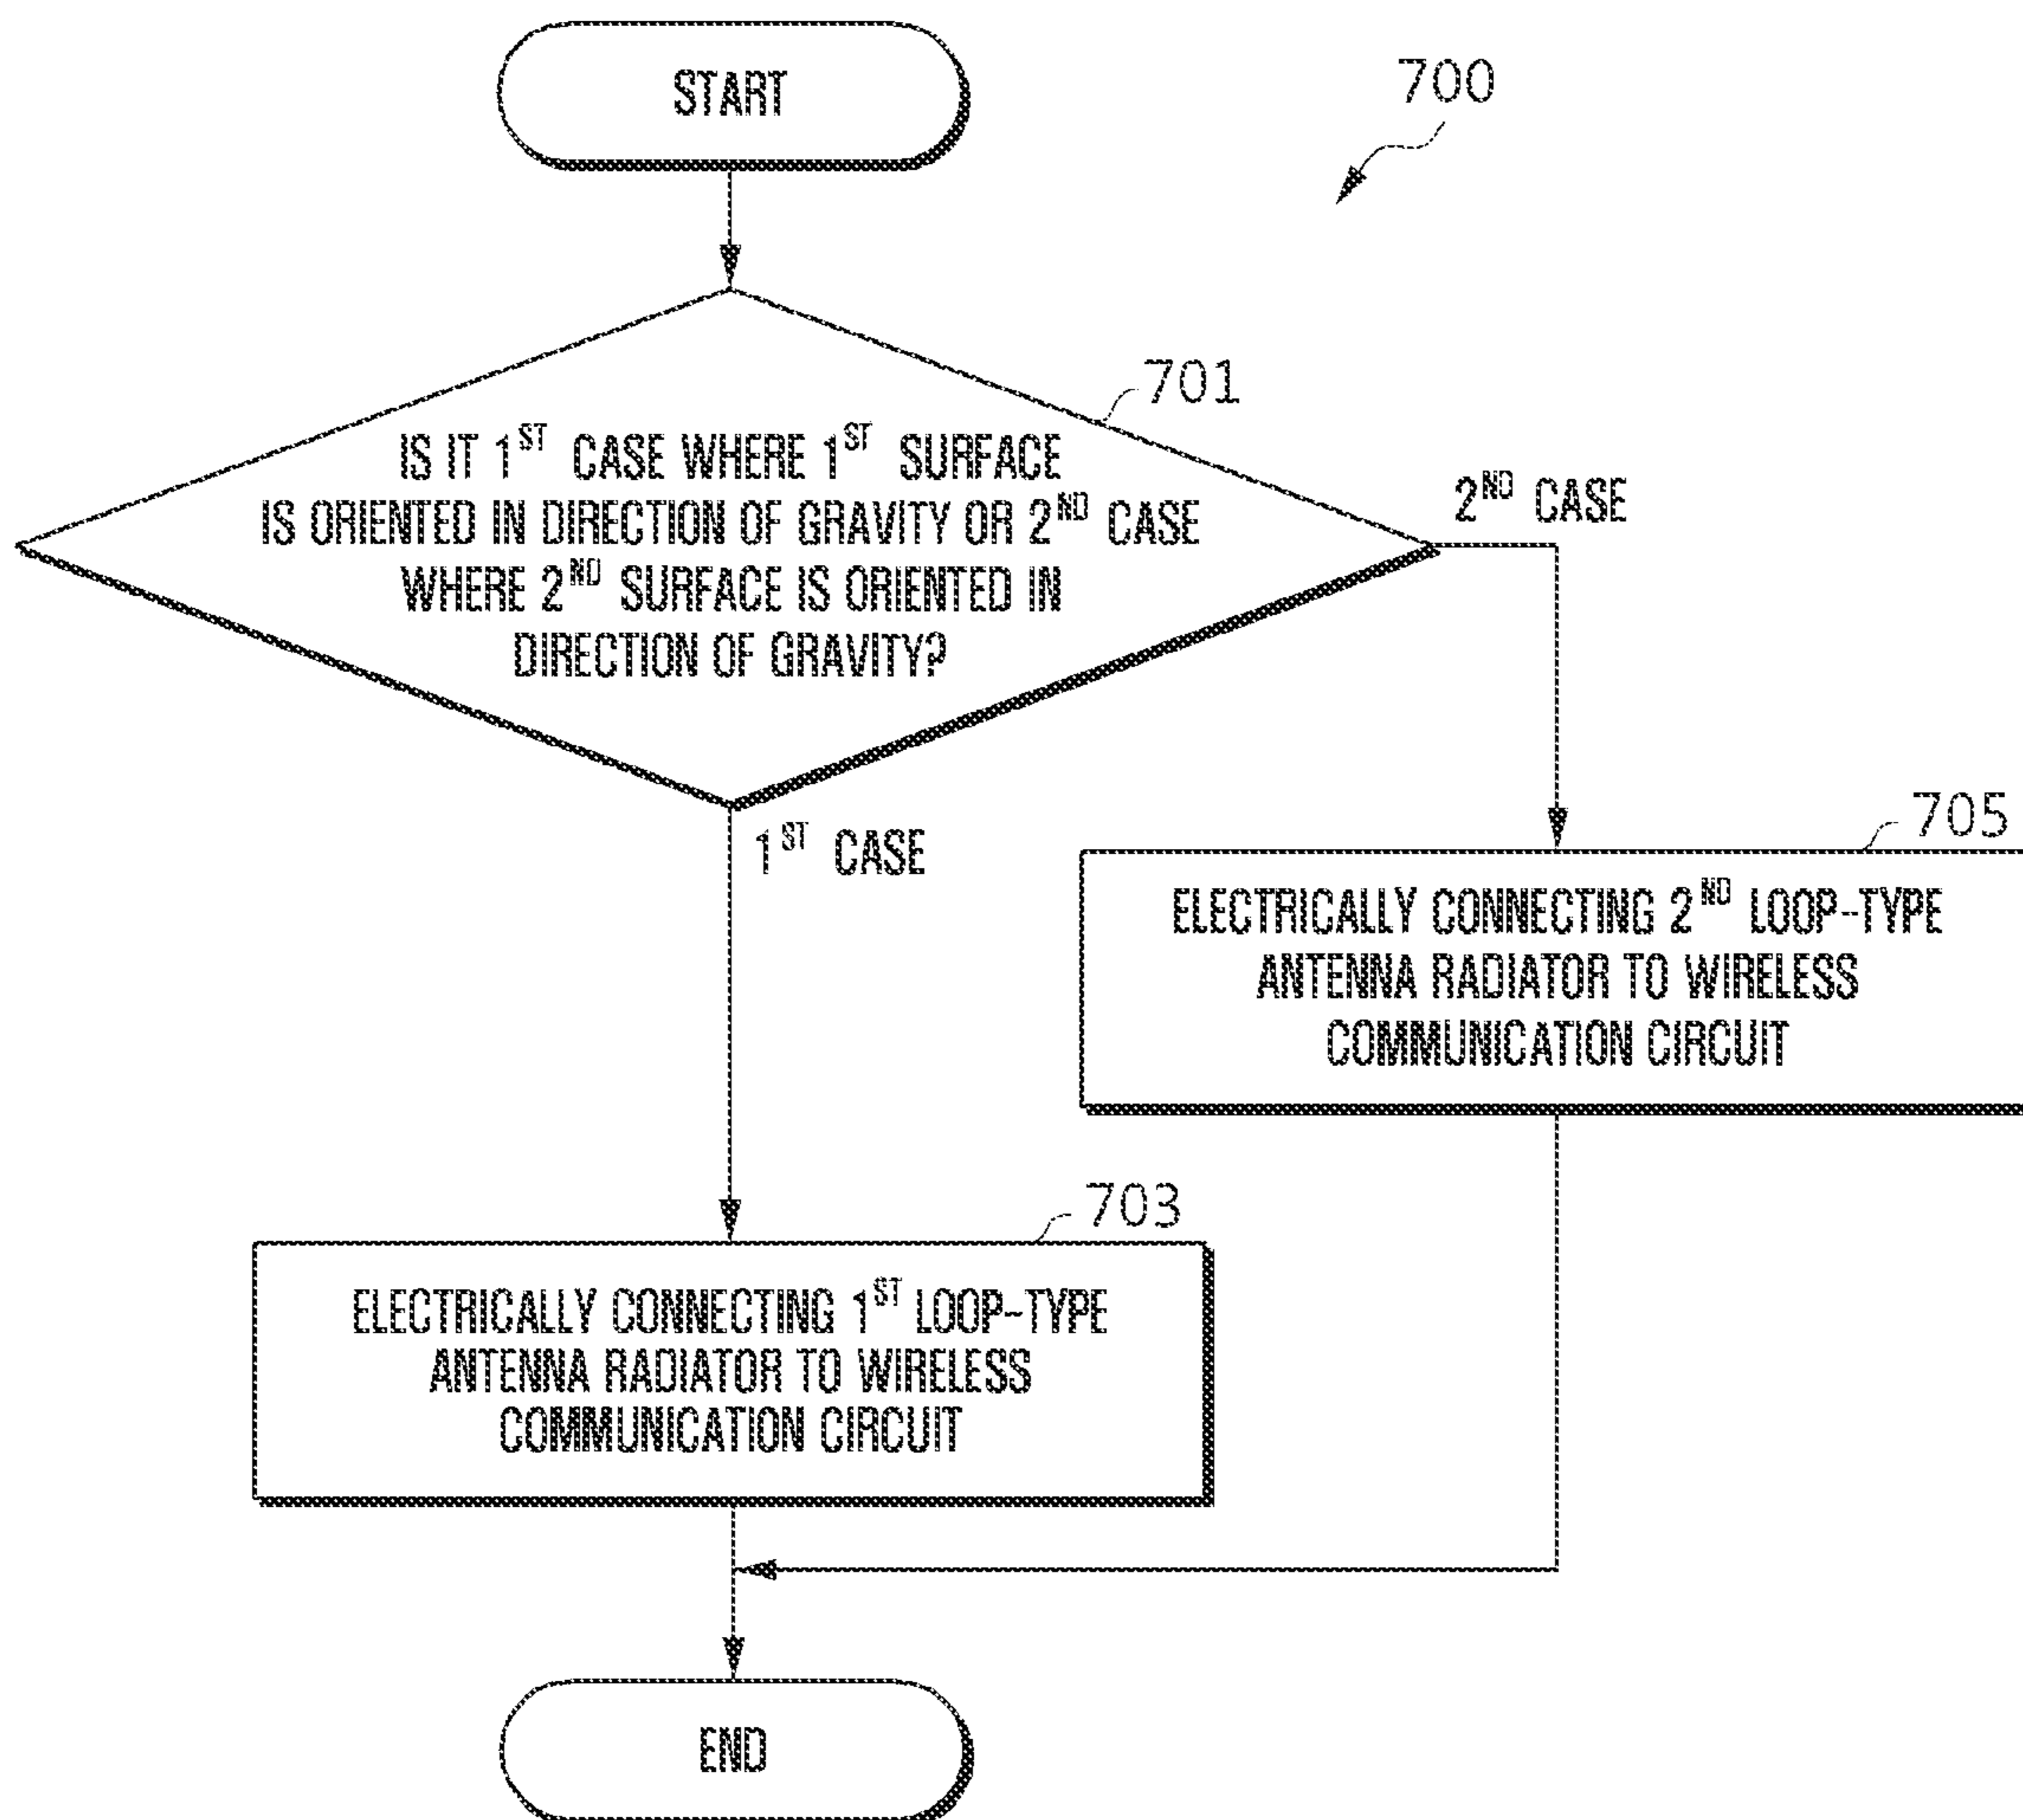 START
700
701
IS IT 1ST CASE WHERE 1ST SURFACE
IS ORIENTED IN DIRECTION OF GRAVITY OR 2ND CASE
WHERE 2ND SURFACE IS ORIENTED IN
DIRECTION OF GRAVITY?
2ND CASE
1ST CASE
705
ELECTRICALLY CONNECTING 2ND LOOP-TYPE
ANTENNA RADIATOR TO WIRELESS
COMMUNICATION CIRCUIT
703
ELECTRICALLY CONNECTING 1ST LOOP-TYPE
ANTENNA RADIATOR TO WIRELESS
COMMUNICATION CIRCUIT
END